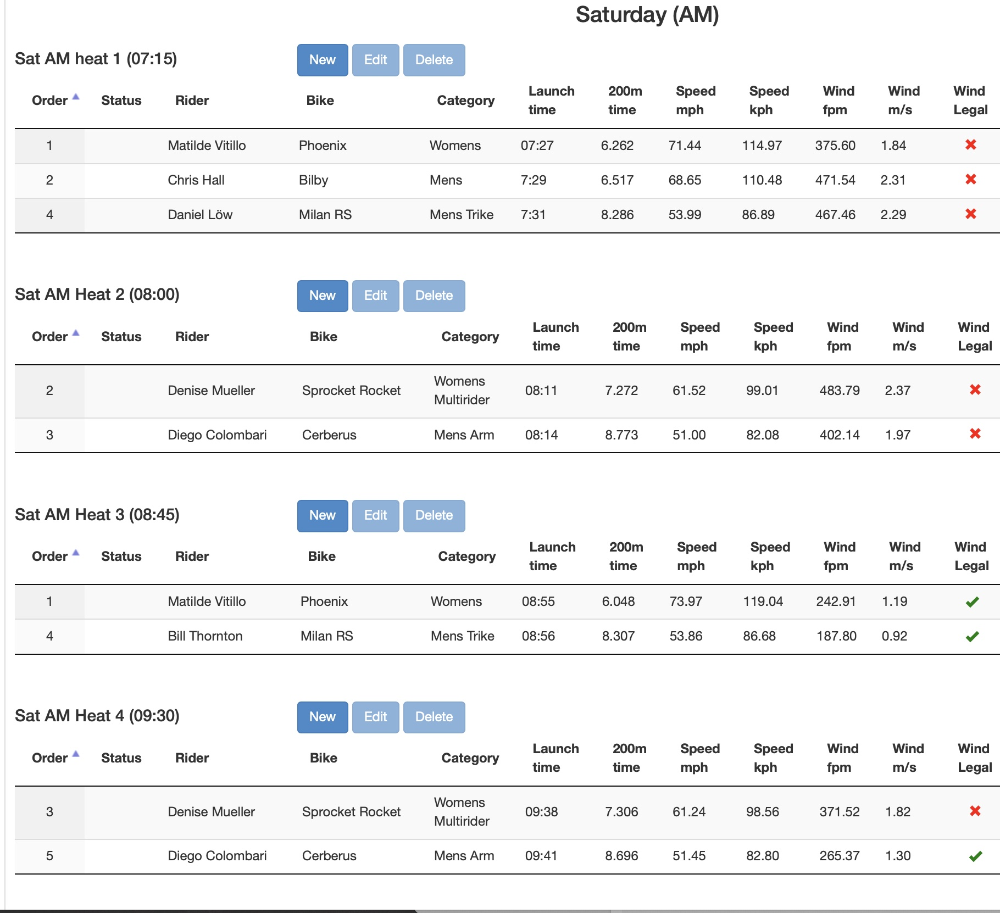 Saturday (AM)
Sat AM heat 1 (07:15) New Edit Delete
Order Status Rider Bike Category Launch time 200m time Speed mph Speed kph Wind fpm Wind m/s Wind Legal
1 Matilde Vitillo Phoenix Womens 07:27 6.262 71.44 114.97 375.60 1.84
2 Chris Hall Bilby Mens 7:29 6.517 68.65 110.48 471.54 2.31
4 Daniel Löw Milan RS Mens Trike 7:31 8.286 53.99 86.89 467.46 2.29
Sat AM Heat 2 (08:00) New Edit Delete
Order Status Rider Bike Category Launch time 200m time Speed mph Speed kph Wind fpm Wind m/s Wind Legal
2 Denise Mueller Sprocket Rocket Womens Multirider 08:11 7.272 61.52 99.01 483.79 2.37
3 Diego Colombari Cerberus Mens Arm 08:14 8.773 51.00 82.08 402.14 1.97
Sat AM Heat 3 (08:45) New Edit Delete
Order Status Rider Bike Category Launch time 200m time Speed mph Speed kph Wind fpm Wind m/s Wind Legal
1 Matilde Vitillo Phoenix Womens 08:55 6.048 73.97 119.04 242.91 1.19
4 Bill Thornton Milan RS Mens Trike 08:56 8.307 53.86 86.68 187.80 0.92
Sat AM Heat 4 (09:30) New Edit Delete
Order Status Rider Bike Category Launch time 200m time Speed mph Speed kph Wind fpm Wind m/s Wind Legal
3 Denise Mueller Sprocket Rocket Womens Multirider 09:38 7.306 61.24 98.56 371.52 1.82
5 Diego Colombari Cerberus Mens Arm 09:41 8.696 51.45 82.80 265.37 1.30